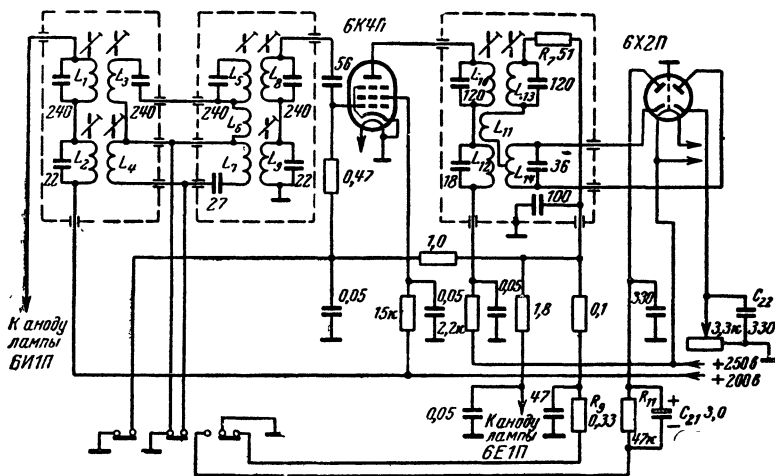 6К4П
6Х2П
R₇ 51
56
L₁
L₃
L₅
L₈
L₁₀
120
L₁₃
120
240
240
240
L₆
240
L₁₁
L₂
L₄
L₇
L₉
L₁₂
L₁₄
36
22
22
18
27
0,47
100
1,0
0,05
15к
0,05
2,2к
0,05
1,8
0,1
330
C₂₂
330
3,3к
+250в
+200в
К аноду
лампы
6И1П
0,05
К аноду
лампы
6Е1П
47
R₉
0,33
R₁₁
47к
+
−
C₂₁ 3,0